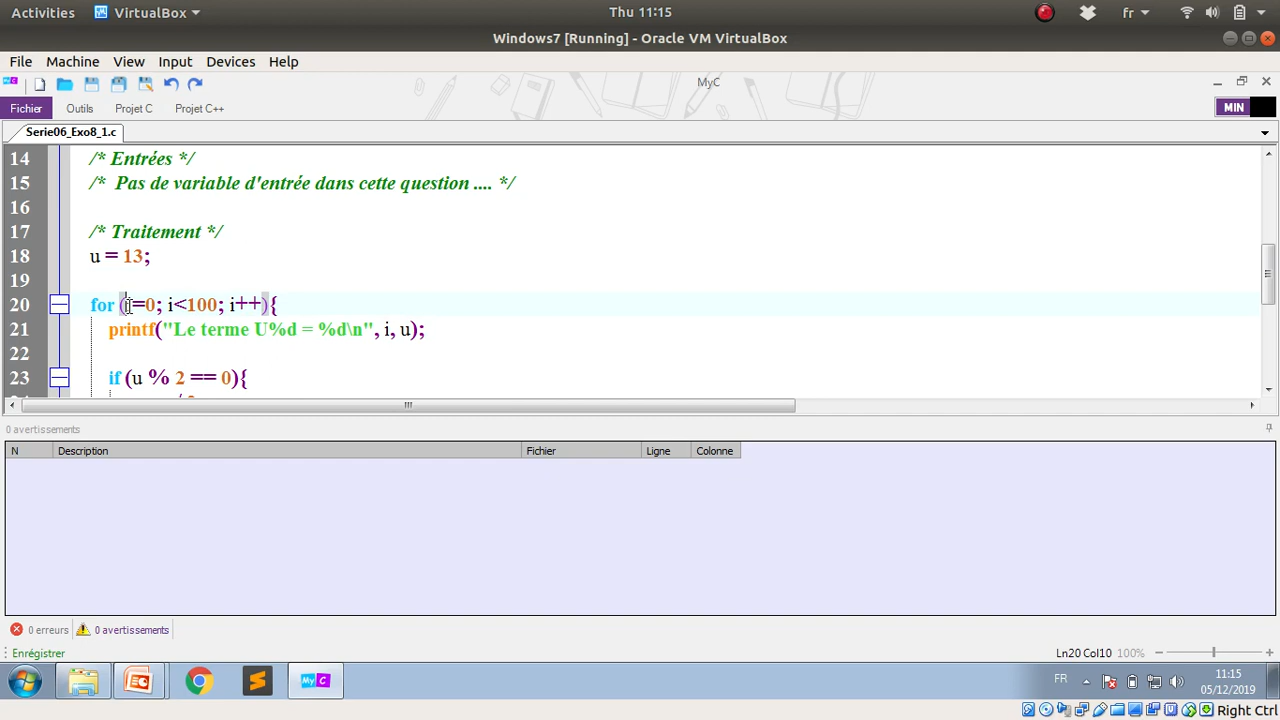 Activities VirtualBox Thu 11:15 fr
Windows7 [Running] - Oracle VM VirtualBox
File Machine View Input Devices Help
MyC
Fichier Outils Projet C Projet C++ MIN
Serie06_Exo8_1.c
14 /* Entrées */
15 /* Pas de variable d'entrée dans cette question .... */
16
17 /* Traitement */
18 u = 13;
19
20 for (i=0; i<100; i++){
21 printf("Le terme U%d = %d\n", i, u);
22
23 if (u % 2 == 0){
0 avertissements
N Description Fichier Ligne Colonne
0 erreurs 0 avertissements
Enrégistrer Ln20 Col10 100%
MyC FR 11:15
05/12/2019
Right Ctrl